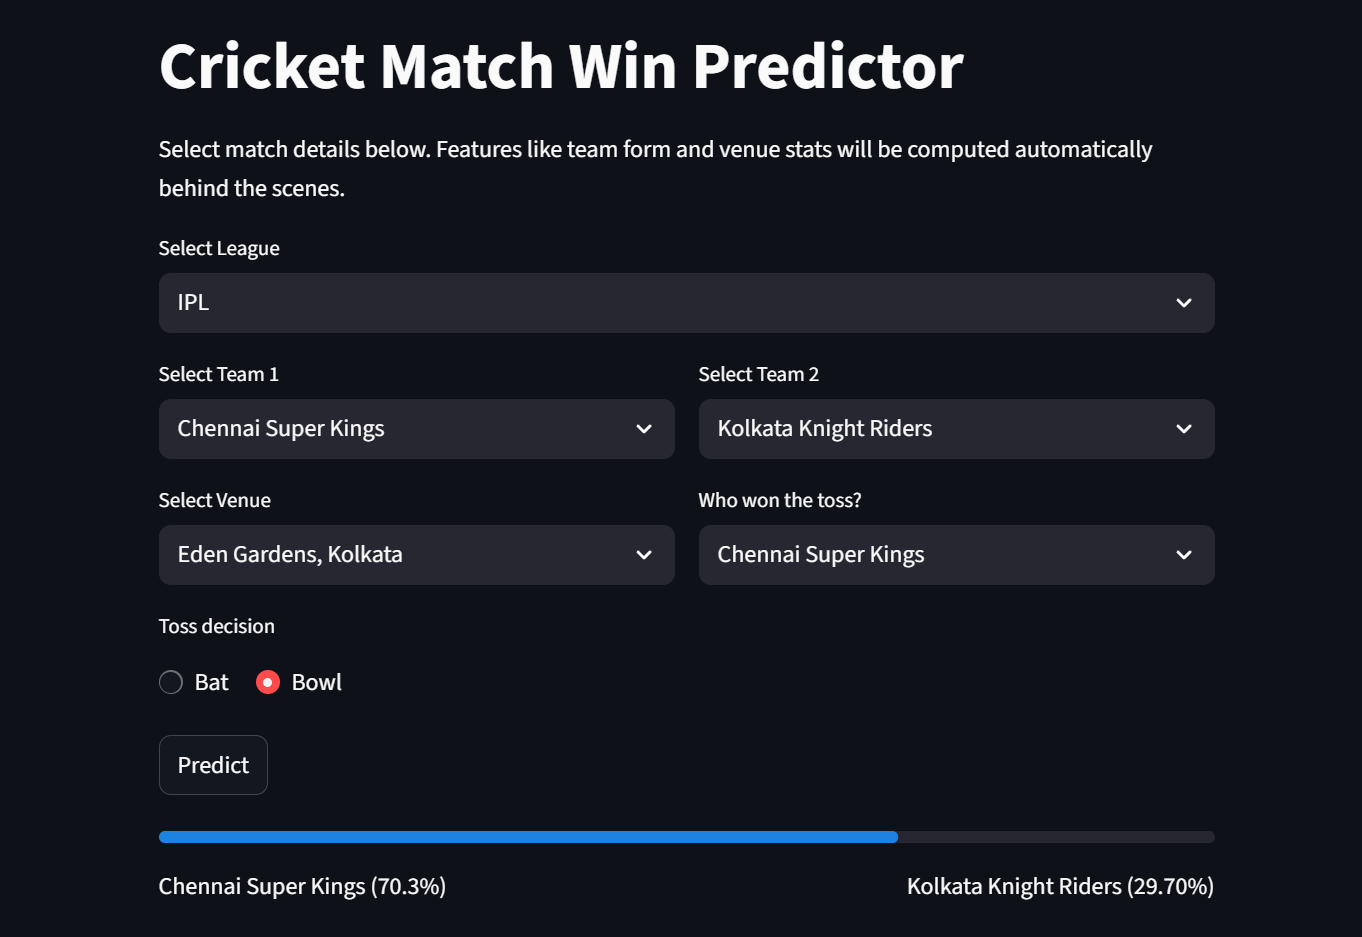 Cricket Match Win Predictor
Select match details below. Features like team form and venue stats will be computed automatically
behind the scenes.
Select League
IPL
Select Team 1
Select Team 2
Chennai Super Kings
Kolkata Knight Riders
Select Venue
Who won the toss?
Eden Gardens, Kolkata
Chennai Super Kings
Toss decision
Bat
Bowl
Predict
Chennai Super Kings (70.3%)
Kolkata Knight Riders (29.70%)